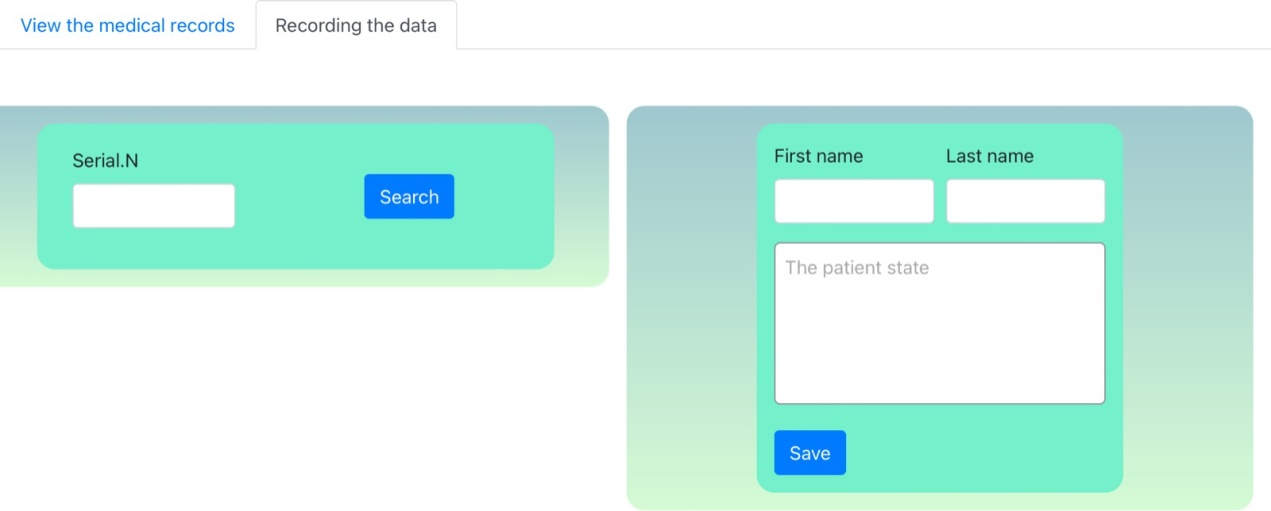 View the medical records
Recording the data
Serial.N
Search
First name
Last name
The patient state
Save